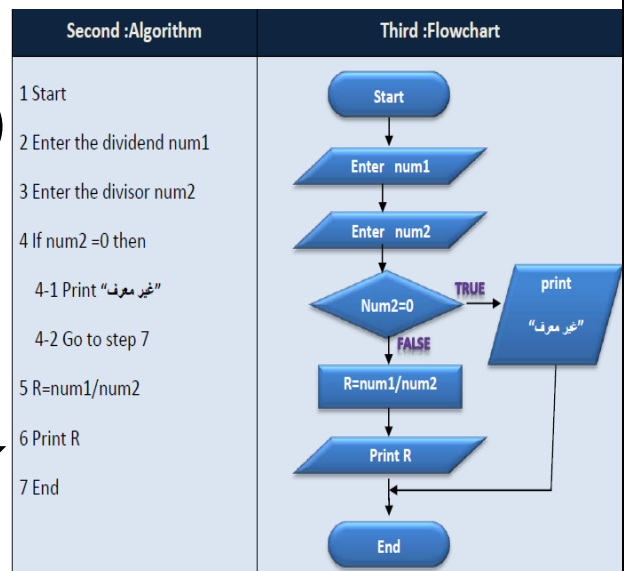 Second :Algorithm
Third :Flowchart
1 Start
2 Enter the dividend num1
3 Enter the divisor num2
4 If num2 =0 then
4-1 Print “غير معرف”
4-2 Go to step 7
5 R=num1/num2
6 Print R
7 End
Start
Enter num1
Enter num2
Num2=0
TRUE
print
“غير معرف”
FALSE
R=num1/num2
Print R
End